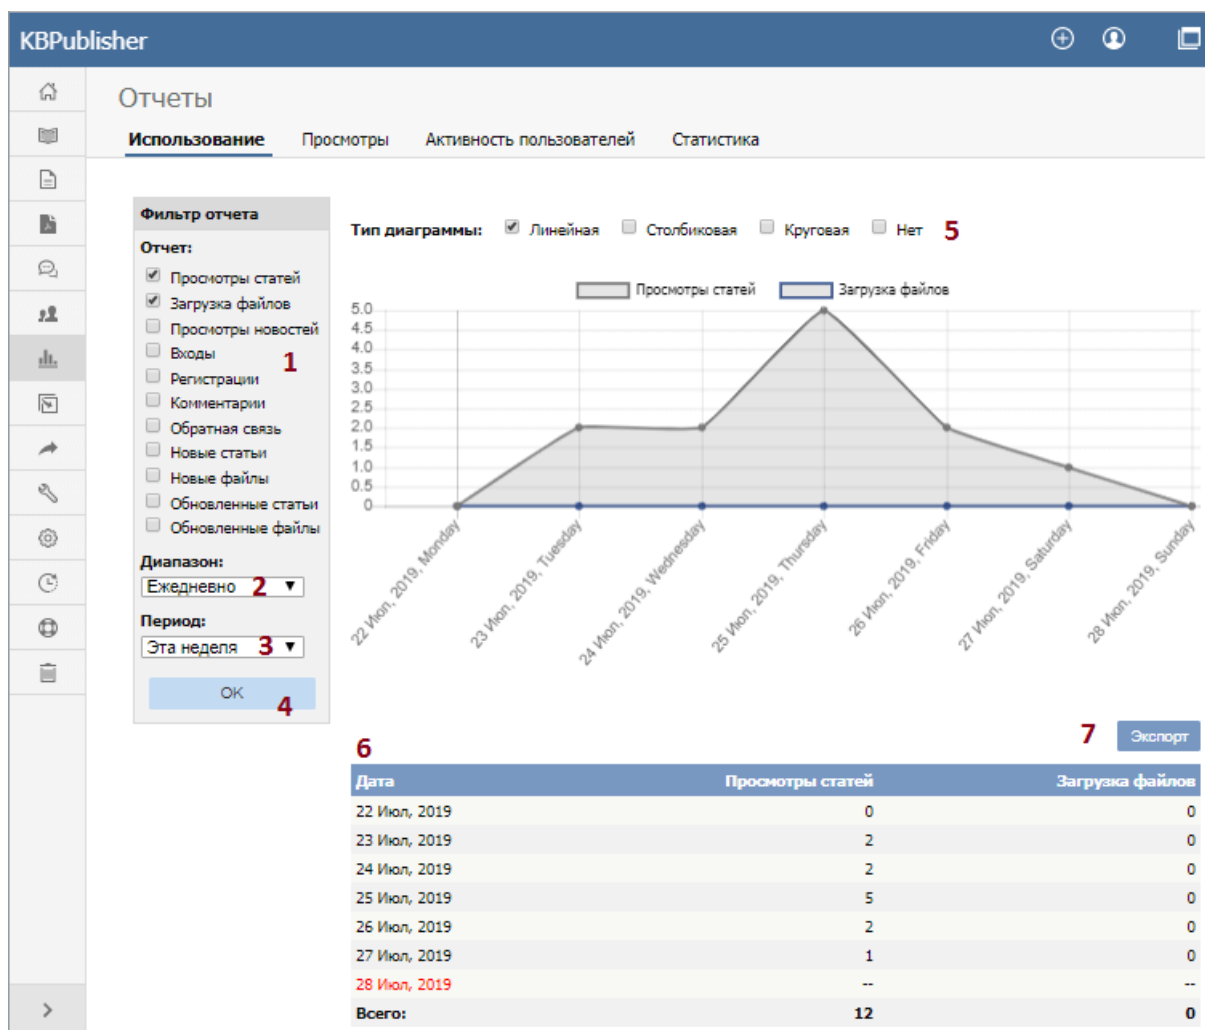 KBPublisher
Отчеты
Использование Просмотры Активность пользователей Статистика
Фильтр отчета
Отчет:
Просмотры статей
Загрузка файлов
Просмотры новостей
Входы
1
Регистрации
Комментарии
Обратная связь
Новые статьи
Новые файлы
Обновленные статьи
Обновленные файлы
Диапазон:
Ежедневно 2
Период:
Эта неделя 3
OK
4
Тип диаграммы: Линейная Столбиковая Круговая Нет 5
Просмотры статей Загрузка файлов
5.0
4.5
4.0
3.5
3.0
2.5
2.0
1.5
1.0
0.5
0
22 Июл, 2019, Monday
23 Июл, 2019, Tuesday
24 Июл, 2019, Wednesday
25 Июл, 2019, Thursday
26 Июл, 2019, Friday
27 Июл, 2019, Saturday
28 Июл, 2019, Sunday
6
7 Экспорт
Дата Просмотры статей Загрузка файлов
22 Июл, 2019 0 0
23 Июл, 2019 2 0
24 Июл, 2019 2 0
25 Июл, 2019 5 0
26 Июл, 2019 2 0
27 Июл, 2019 1 0
28 Июл, 2019 -- --
Всего: 12 0